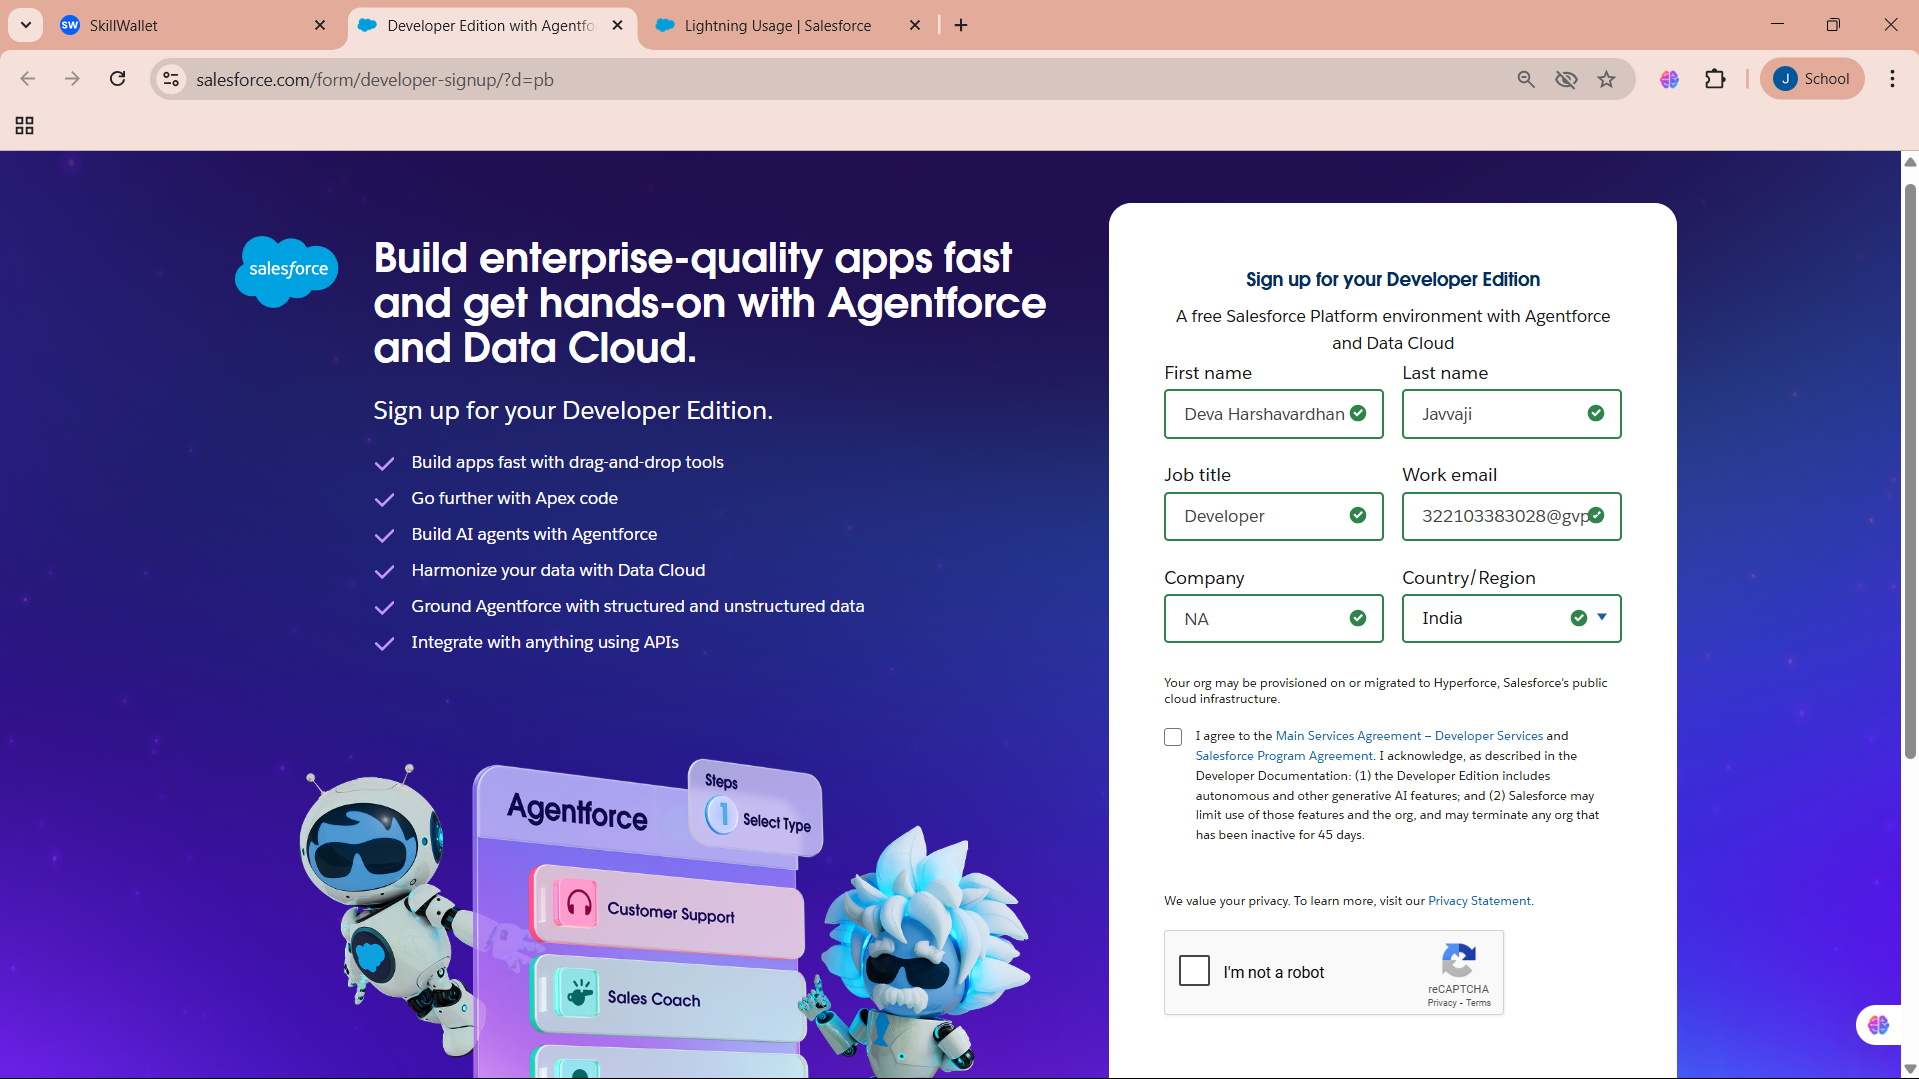 SW SkillWallet
Developer Edition with Agentfo
Lightning Usage | Salesforce
salesforce.com/form/developer-signup/?d=pb
J School
salesforce
Build enterprise-quality apps fast
and get hands-on with Agentforce
and Data Cloud.
Sign up for your Developer Edition.
Build apps fast with drag-and-drop tools
Go further with Apex code
Build AI agents with Agentforce
Harmonize your data with Data Cloud
Ground Agentforce with structured and unstructured data
Integrate with anything using APIs
Agentforce
Steps
1 Select Type
Customer Support
Sales Coach
Sign up for your Developer Edition
A free Salesforce Platform environment with Agentforce
and Data Cloud
First name Last name
Deva Harshavardhan Javvaji
Job title Work email
Developer 322103383028@gvp
Company Country/Region
NA India
Your org may be provisioned on or migrated to Hyperforce, Salesforce's public
cloud infrastructure.
I agree to the Main Services Agreement – Developer Services and
Salesforce Program Agreement. I acknowledge, as described in the
Developer Documentation: (1) the Developer Edition includes
autonomous and other generative AI features; and (2) Salesforce may
limit use of those features and the org, and may terminate any org that
has been inactive for 45 days.
We value your privacy. To learn more, visit our Privacy Statement.
I'm not a robot
reCAPTCHA
Privacy - Terms